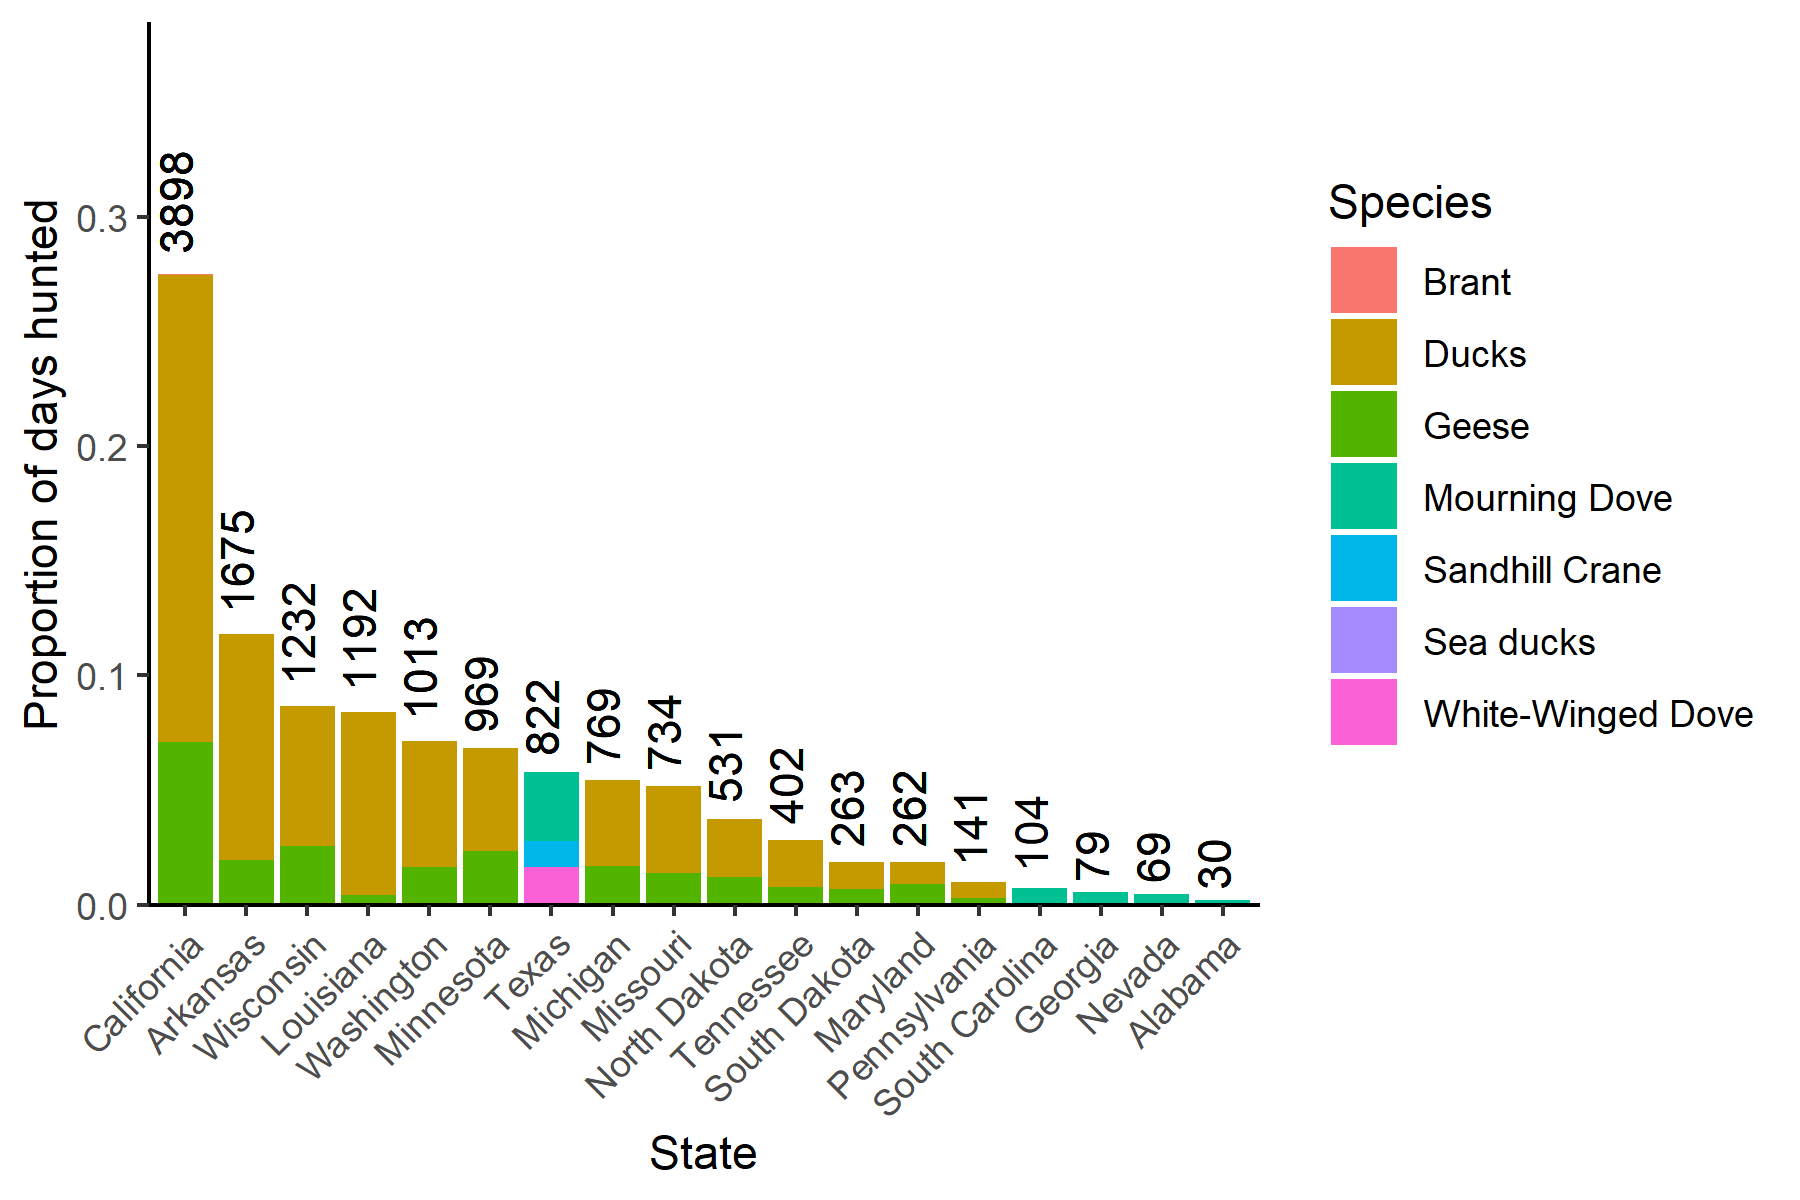 Proportion of days hunted
0.3
0.2
0.1
0.0
3898
1675
1232
1192
1013
969
822
769
734
531
402
263
262
141
104
79
69
30
California
Arkansas
Wisconsin
Louisiana
Washington
Minnesota
Texas
Michigan
Missouri
North Dakota
Tennessee
South Dakota
Maryland
Pennsylvania
South Carolina
Georgia
Nevada
Alabama
State
Species
Brant
Ducks
Geese
Mourning Dove
Sandhill Crane
Sea ducks
White-Winged Dove